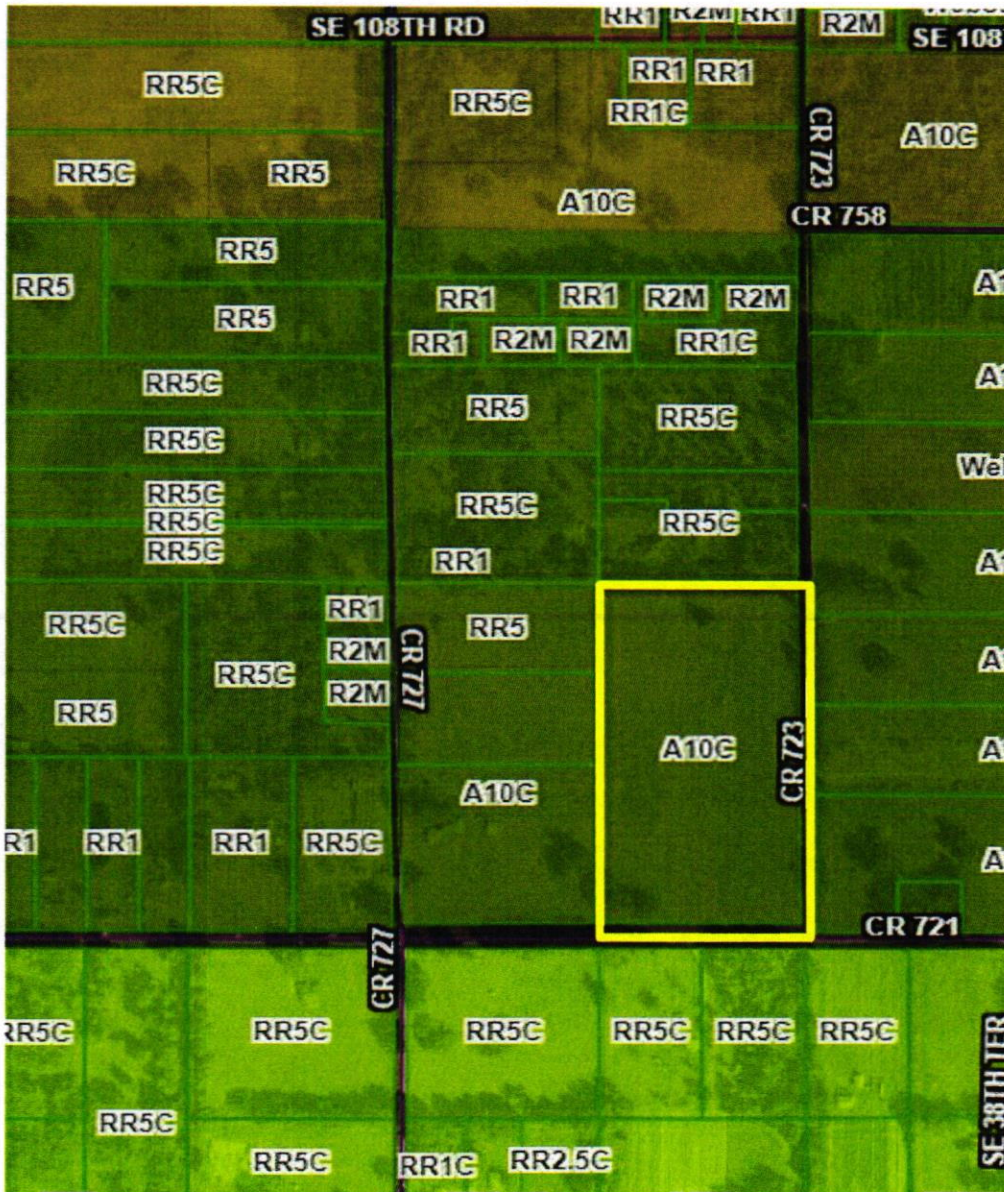 RR1 R2M RR1
SE 108TH RD
R2M
SE 108
RR5C
RR1 RR1
RR5C
RR1C
CR 723
A10C
RR5C RR5
A10C
CR 758
RR5
RR5
RR1 RR1 R2M R2M
RR5
RR1 R2M R2M RR1C
RR5C
RR5 RR5C
RR5C
RR5C
RR5C RR5C
RR5C
RR5C
RR1
RR5C RR1 RR5
R2M
RR5C CR 727
R2M
RR5
A10C CR 723
A10C
R1 RR1 RR1 RR5C
CR 721
CR 727
RR5C RR5C RR5C RR5C RR5C RR5C
SE 38TH TER
RR5C
RR5C RR1C RR2.5C